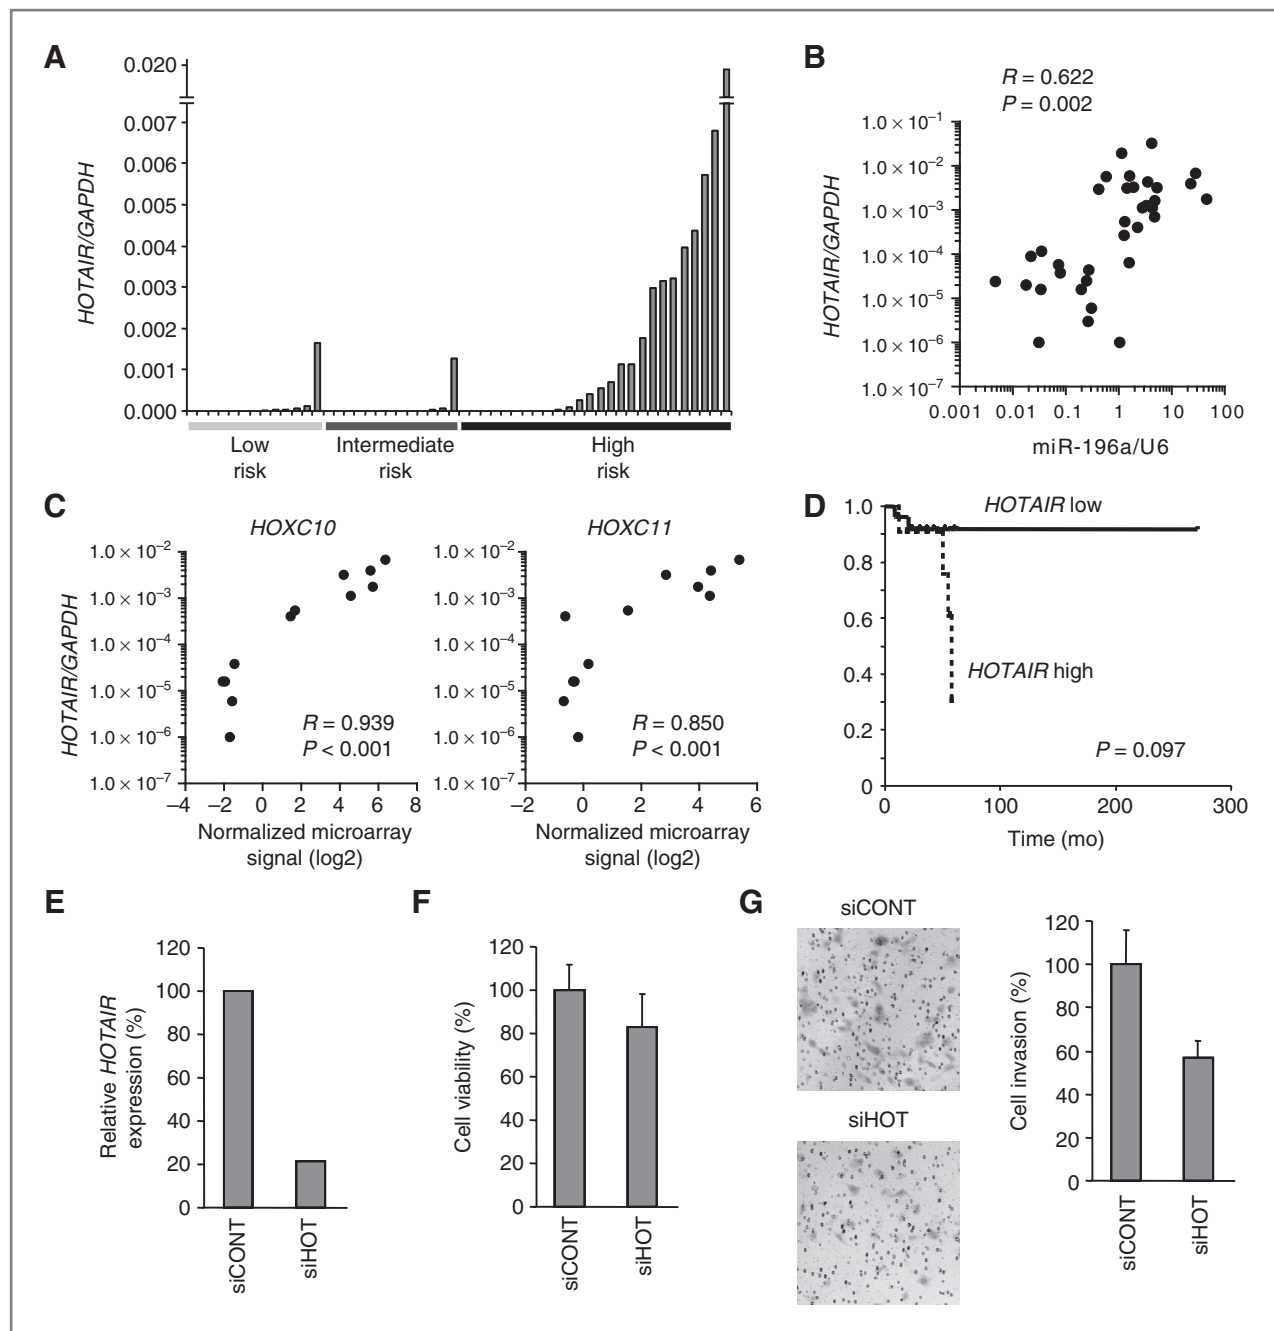 A
0.020
0.007
0.006
0.005
0.004
0.003
0.002
0.001
0.000
HOTAIR/GAPDH
Low risk
Intermediate risk
High risk
B
R = 0.622
P = 0.002
1.0 × 10⁻¹
1.0 × 10⁻²
1.0 × 10⁻³
1.0 × 10⁻⁴
1.0 × 10⁻⁵
1.0 × 10⁻⁶
1.0 × 10⁻⁷
HOTAIR/GAPDH
0.001 0.01 0.1 1 10 100
miR-196a/U6
C
HOXC10
1.0 × 10⁻²
1.0 × 10⁻³
1.0 × 10⁻⁴
1.0 × 10⁻⁵
1.0 × 10⁻⁶
1.0 × 10⁻⁷
HOTAIR/GAPDH
R = 0.939
P < 0.001
−4 −2 0 2 4 6 8
Normalized microarray
signal (log2)
HOXC11
1.0 × 10⁻²
1.0 × 10⁻³
1.0 × 10⁻⁴
1.0 × 10⁻⁵
1.0 × 10⁻⁶
1.0 × 10⁻⁷
R = 0.850
P < 0.001
−2 0 2 4 6
Normalized microarray
signal (log2)
D
1.0
0.8
0.6
0.4
0.2
0
HOTAIR low
HOTAIR high
P = 0.097
0 100 200 300
Time (mo)
E
120
100
80
60
40
20
0
Relative HOTAIR
expression (%)
siCONT
siHOT
F
120
100
80
60
40
20
0
Cell viability (%)
siCONT
siHOT
G
siCONT
siHOT
120
100
80
60
40
20
0
Cell invasion (%)
siCONT
siHOT